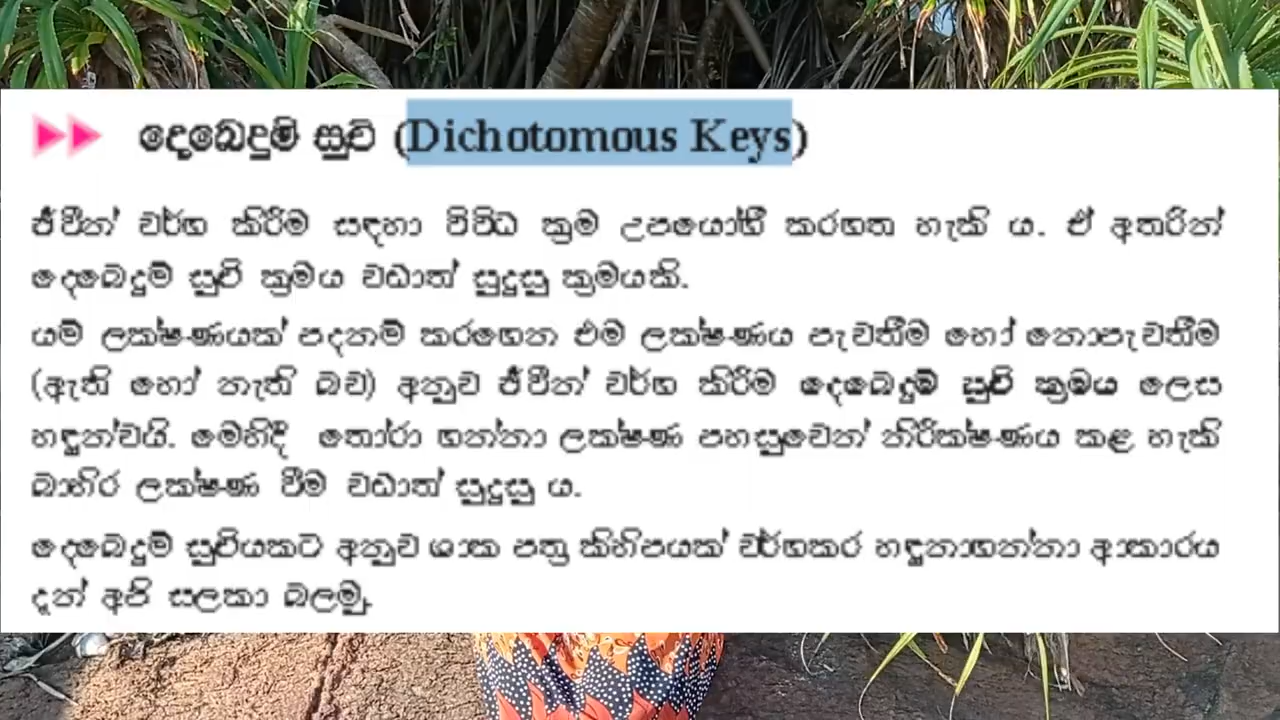 දෙබෙදුම් සුචි (Dichotomous Keys)
ජීවීන් වර්ග කිරීම සඳහා විවිධ ක්‍රම උපයෝගී කරගත හැකි ය. ඒ අතරින්
දෙබෙදුම් සුචි ක්‍රමය වඩාත් සුදුසු ක්‍රමයකි.
යම් ලක්ෂණයක් පදනම් කරගෙන එම ලක්ෂණය පැවතීම හෝ නොපැවතීම
(ඇති හෝ නැති බව) අනුව ජීවීන් වර්ග කිරීම දෙබෙදුම් සුචි ක්‍රමය ලෙස
හඳුන්වයි. මෙහිදී තෝරා ගන්නා ලක්ෂණ පහසුවෙන් නිරීක්ෂණය කළ හැකි
බාහිර ලක්ෂණ වීම වඩාත් සුදුසු ය.
දෙබෙදුම් සුචියකට අනුව ශාක පත්‍ර කිහිපයක් වර්ගකර හඳුනාගන්නා ආකාරය
දැන් අපි සලකා බලමු.